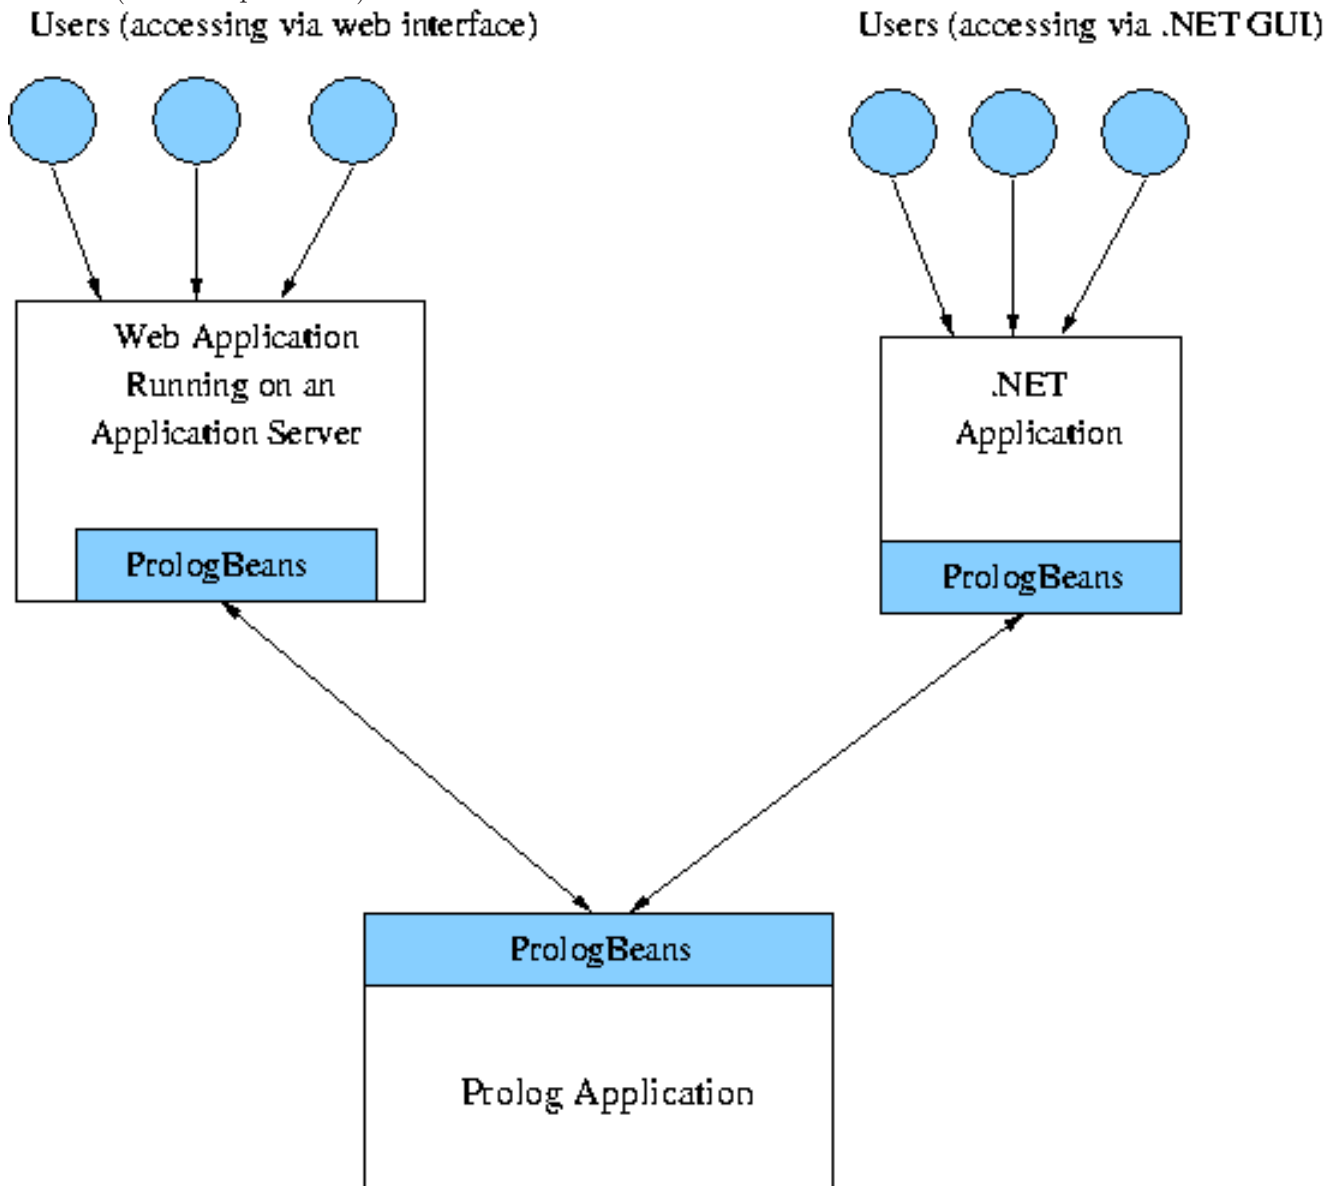 Users (accessing via web interface)
Users (accessing via .NET GUI)
Web Application
Running on an
Application Server
PrologBeans
.NET
Application
PrologBeans
PrologBeans
Prolog Application